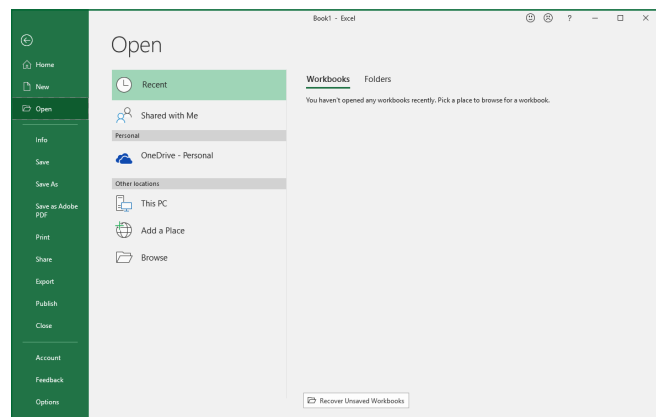 Book1 - Excel
?
Open
Home
New
Open
Info
Save
Save As
Save as Adobe
PDF
Print
Share
Export
Publish
Close
Account
Feedback
Options
Recent
Shared with Me
Personal
OneDrive - Personal
Other locations
This PC
Add a Place
Browse
Workbooks Folders
You haven't opened any workbooks recently. Pick a place to browse for a workbook.
Recover Unsaved Workbooks